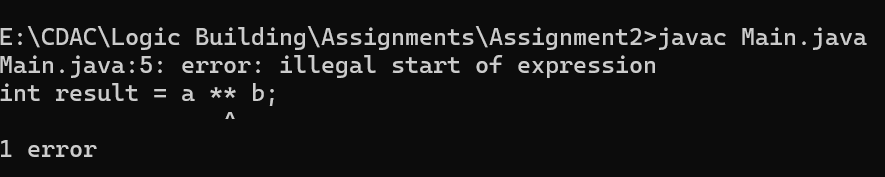 E:\CDAC\Logic Building\Assignments\Assignment2>javac Main.java
Main.java:5: error: illegal start of expression
int result = a ** b;
^
1 error